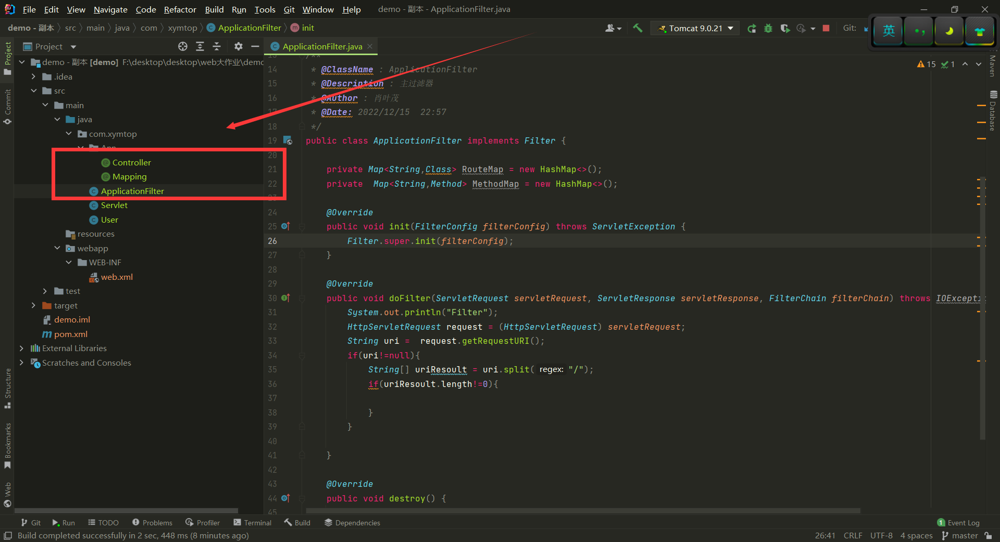 File Edit View Navigate Code Refactor Build Run Tools Git Window Help demo - 副本 - ApplicationFilter.java
demo - 副本 src main java com xymtop ApplicationFilter init Tomcat 9.0.21 Git: 英
Project ApplicationFilter.java
Project
Commit
Structure
Bookmarks
Web
Maven
Database
demo - 副本 [demo] F:\desktop\desktop\web大作业\demo
.idea
src
main
java
com.xymtop
Ann
Controller
Mapping
ApplicationFilter
Servlet
User
resources
webapp
WEB-INF
web.xml
test
target
demo.iml
pom.xml
External Libraries
Scratches and Consoles
15 1
13 /**
14 * @ClassName : ApplicationFilter
15 * @Description : 主过滤器
16 * @Author : 肖叶茂
17 * @Date: 2022/12/15 22:57
18 */
19 public class ApplicationFilter implements Filter {
20
21 private Map<String,Class> RouteMap = new HashMap<>();
22 private Map<String,Method> MethodMap = new HashMap<>();
23
24 @Override
25 public void init(FilterConfig filterConfig) throws ServletException {
26 Filter.super.init(filterConfig);
27 }
28
29 @Override
30 public void doFilter(ServletRequest servletRequest, ServletResponse servletResponse, FilterChain filterChain) throws IOExcepti
31 System.out.println("Filter");
32 HttpServletRequest request = (HttpServletRequest) servletRequest;
33 String uri = request.getRequestURI();
34 if(uri!=null){
35 String[] uriResoult = uri.split( regex: "/");
36 if(uriResoult.length!=0){
37
38 }
39 }
40
41 }
42
43 @Override
44 public void destroy() {
45
Git Run TODO Problems Profiler Terminal Build Dependencies 1 Event Log
Build completed successfully in 2 sec, 448 ms (8 minutes ago) 26:41 CRLF UTF-8 4 spaces master